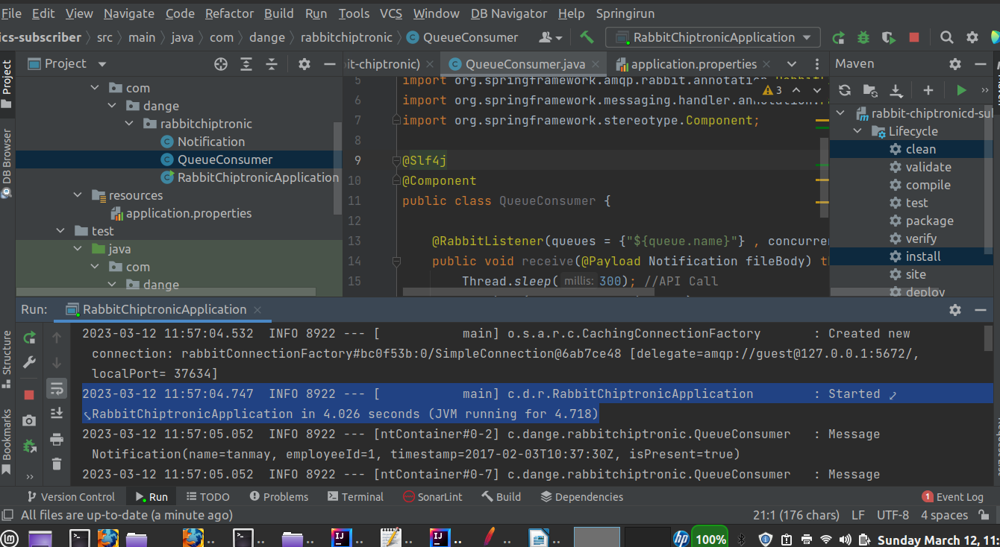 File Edit View Navigate Code Refactor Build Run Tools VCS Window DB Navigator Help Springirun
ics-subscriber src main java com dange rabbitchiptronic QueueConsumer RabbitChiptronicApplication
Project
it-chiptronic) QueueConsumer.java application.properties
Maven
Project
DB Browser
com
dange
rabbitchiptronic
Notification
QueueConsumer
RabbitChiptronicApplication
resources
application.properties
test
java
com
dange
3
5 import org.springframework.amqp.rabbit.annotation.
6 import org.springframework.messaging.handler.annotation.
7 import org.springframework.stereotype.Component;
8
9 @Slf4j
10 @Component
11 public class QueueConsumer {
12
13 @RabbitListener(queues = {"${queue.name}"} , concurre
14 public void receive(@Payload Notification fileBody) th
15 Thread.sleep( millis: 300); //API Call
rabbit-chiptronicd-sul
Lifecycle
clean
validate
compile
test
package
verify
install
site
deploy
Run: RabbitChiptronicApplication
Structure
Bookmarks
2023-03-12 11:57:04.532 INFO 8922 --- [ main] o.s.a.r.c.CachingConnectionFactory : Created new
connection: rabbitConnectionFactory#bc0f53b:0/SimpleConnection@6ab7ce48 [delegate=amqp://guest@127.0.0.1:5672/,
localPort= 37634]
2023-03-12 11:57:04.747 INFO 8922 --- [ main] c.d.r.RabbitChiptronicApplication : Started
RabbitChiptronicApplication in 4.026 seconds (JVM running for 4.718)
2023-03-12 11:57:05.052 INFO 8922 --- [ntContainer#0-2] c.dange.rabbitchiptronic.QueueConsumer : Message
Notification(name=tanmay, employeeId=1, timestamp=2017-02-03T10:37:30Z, isPresent=true)
2023-03-12 11:57:05.052 INFO 8922 --- [ntContainer#0-7] c.dange.rabbitchiptronic.QueueConsumer : Message
Version Control Run TODO Problems Terminal SonarLint Build Dependencies 1 Event Log
All files are up-to-date (a minute ago) 21:1 (176 chars) LF UTF-8 4 spaces
hp 100% Sunday March 12, 11: